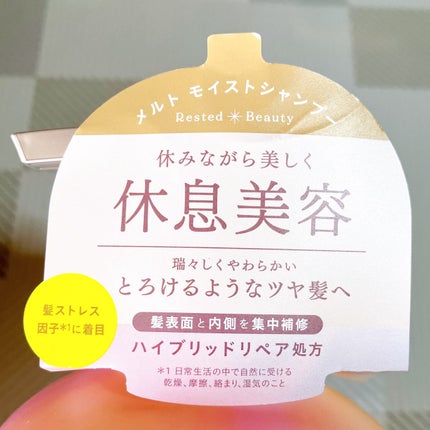 メルト モイストシャンプー
Rested Beauty
休みながら美しく
休息美容
瑞々しくやわらかい
とろけるようなツヤ髪へ
髪表面と内側を集中補修
ハイブリッドリペア処方
髪ストレス
因子*1に着目
*1 日常生活の中で自然に受ける
乾燥、摩擦、絡まり、湿気のこと